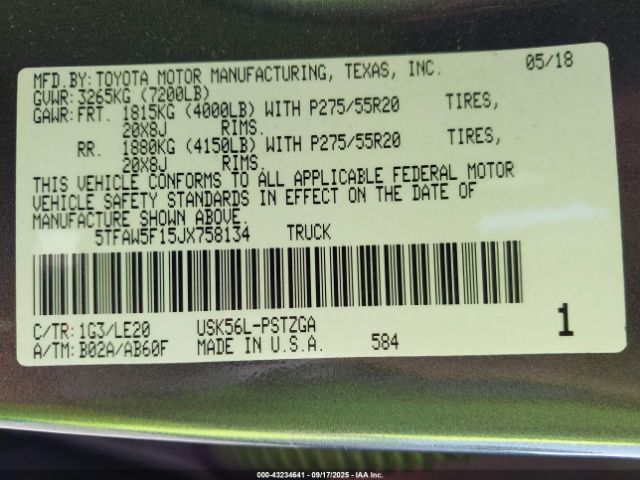 MFD.BY: TOYOTA MOTOR MANUFACTURING, TEXAS, INC. 05/18
GVWR: 3265KG (7200LB)
GAWR: FRT. 1815KG (4000LB) WITH P275/55R20 TIRES,
20X8J RIMS.
RR. 1880KG (4150LB) WITH P275/55R20 TIRES,
20X8J RIMS.
THIS VEHICLE CONFORMS TO ALL APPLICABLE FEDERAL MOTOR
VEHICLE SAFETY STANDARDS IN EFFECT ON THE DATE OF
MANUFACTURE SHOWN ABOVE.
5TFAW5F15JX758134 TRUCK
C/TR: 1G3/LE20 USK56L-PSTZGA 1
A/TM: B02A/AB60F MADE IN U.S.A. 584
000-43234641 - 09/17/2025 - IAA Inc.